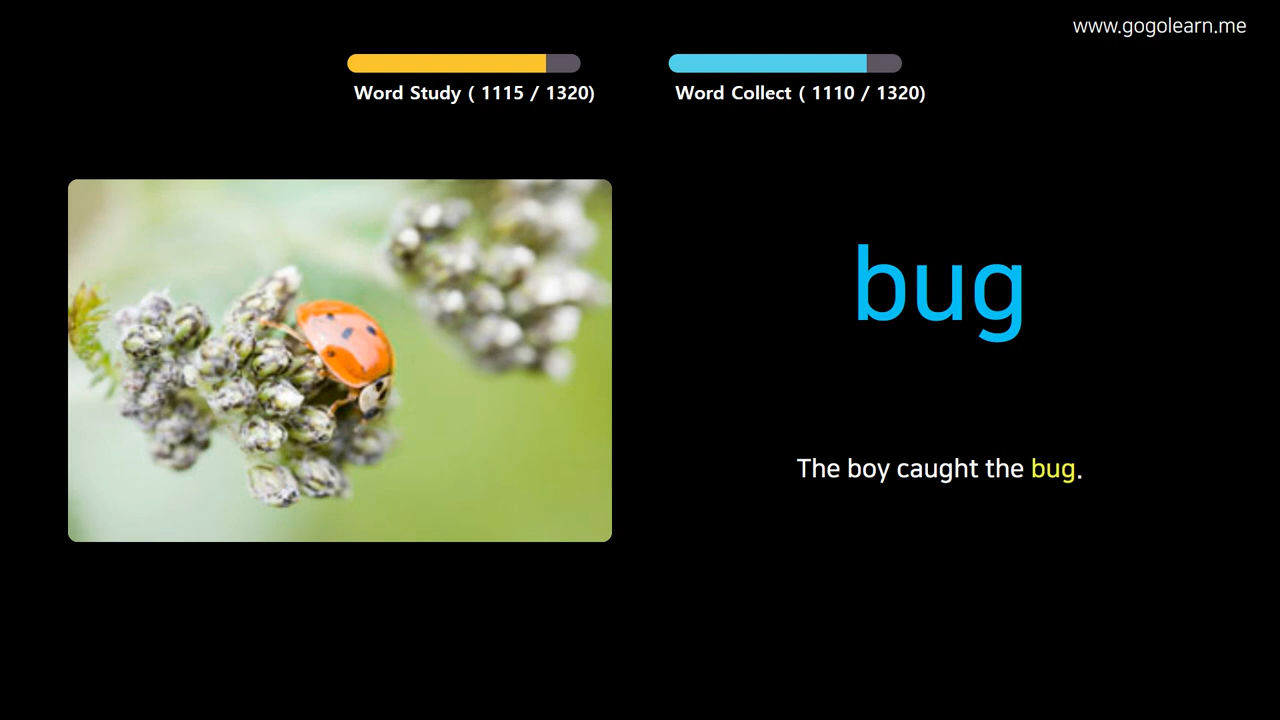 www.gogolearn.me
Word Study ( 1115 / 1320)
Word Collect ( 1110 / 1320)
bug
The boy caught the bug.